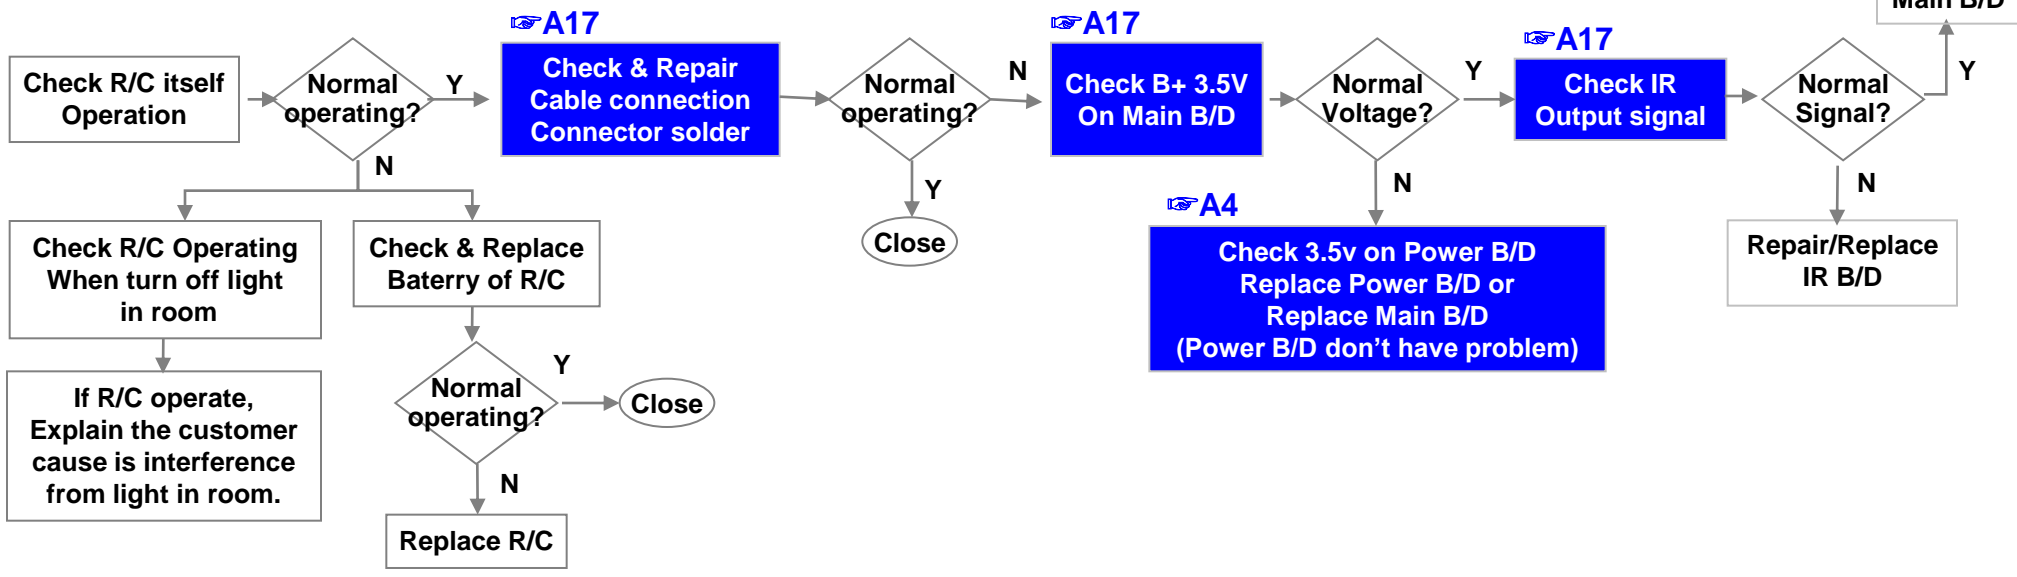 Main B/D
☞A17
☞A17
☞A17
Check R/C itself
Operation
Normal
operating?
Y
Check & Repair
Cable connection
Connector solder
Normal
operating?
N
Check B+ 3.5V
On Main B/D
Normal
Voltage?
Y
Check IR
Output signal
Normal
Signal?
Y
N
Y
Close
N
N
☞A4
Check R/C Operating
When turn off light
in room
Check & Replace
Baterry of R/C
Check 3.5v on Power B/D
Replace Power B/D or
Replace Main B/D
(Power B/D don't have problem)
Repair/Replace
IR B/D
If R/C operate,
Explain the customer
cause is interference
from light in room.
Normal
operating?
Y
Close
N
Replace R/C